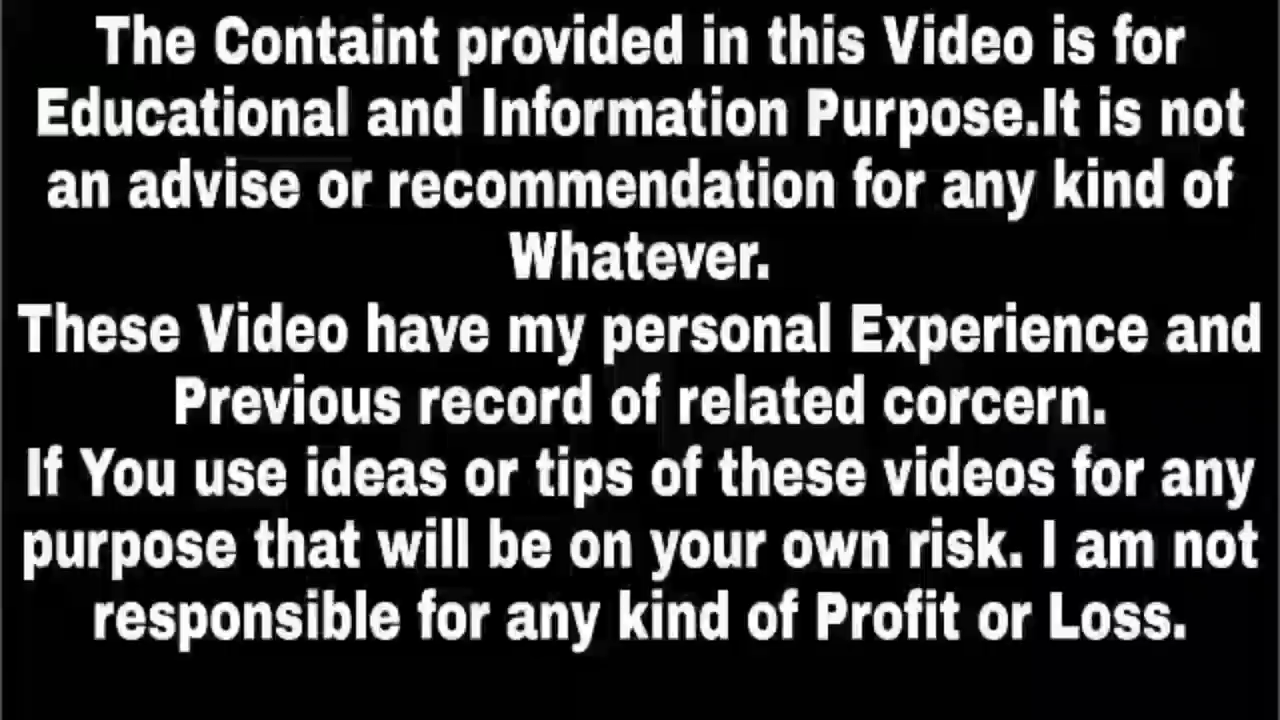 The Containt provided in this Video is for
Educational and Information Purpose.It is not
an advise or recommendation for any kind of
Whatever.
These Video have my personal Experience and
Previous record of related corcern.
If You use ideas or tips of these videos for any
purpose that will be on your own risk. I am not
responsible for any kind of Profit or Loss.